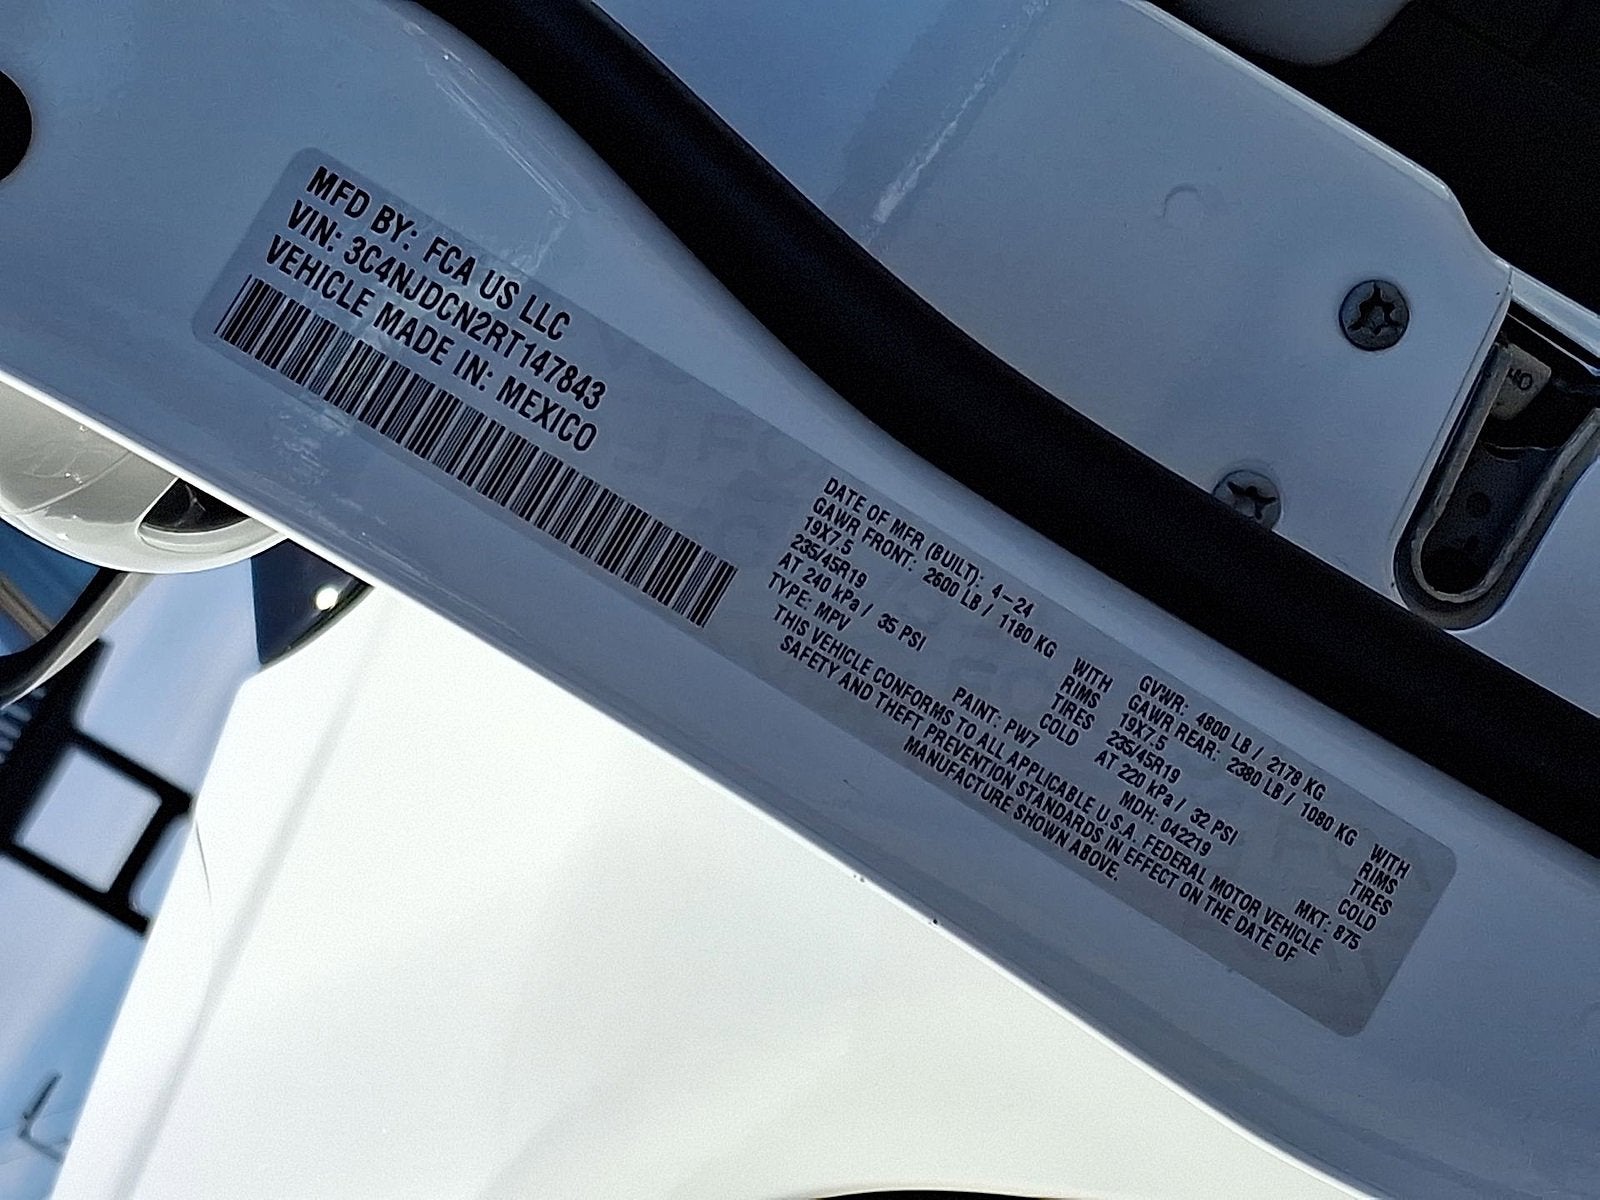 MFD BY: FCA US LLC
VIN: 3C4NJDCN2RT147843
VEHICLE MADE IN: MEXICO
DATE OF MFR (BUILT): 4-24 GVWR: 4800 LB / 2178 KG
GAWR FRONT: 2600 LB / 1180 KG WITH GAWR REAR: 2380 LB / 1080 KG WITH
19X7.5 RIMS 19X7.5 RIMS
235/45R19 TIRES 235/45R19 TIRES
AT 240 kPa / 35 PSI COLD AT 220 kPa / 32 PSI COLD
TYPE: MPV PAINT: PW7 MDH: 042219 MKT: 875
THIS VEHICLE CONFORMS TO ALL APPLICABLE U.S.A. FEDERAL MOTOR VEHICLE
SAFETY AND THEFT PREVENTION STANDARDS IN EFFECT ON THE DATE OF
MANUFACTURE SHOWN ABOVE.